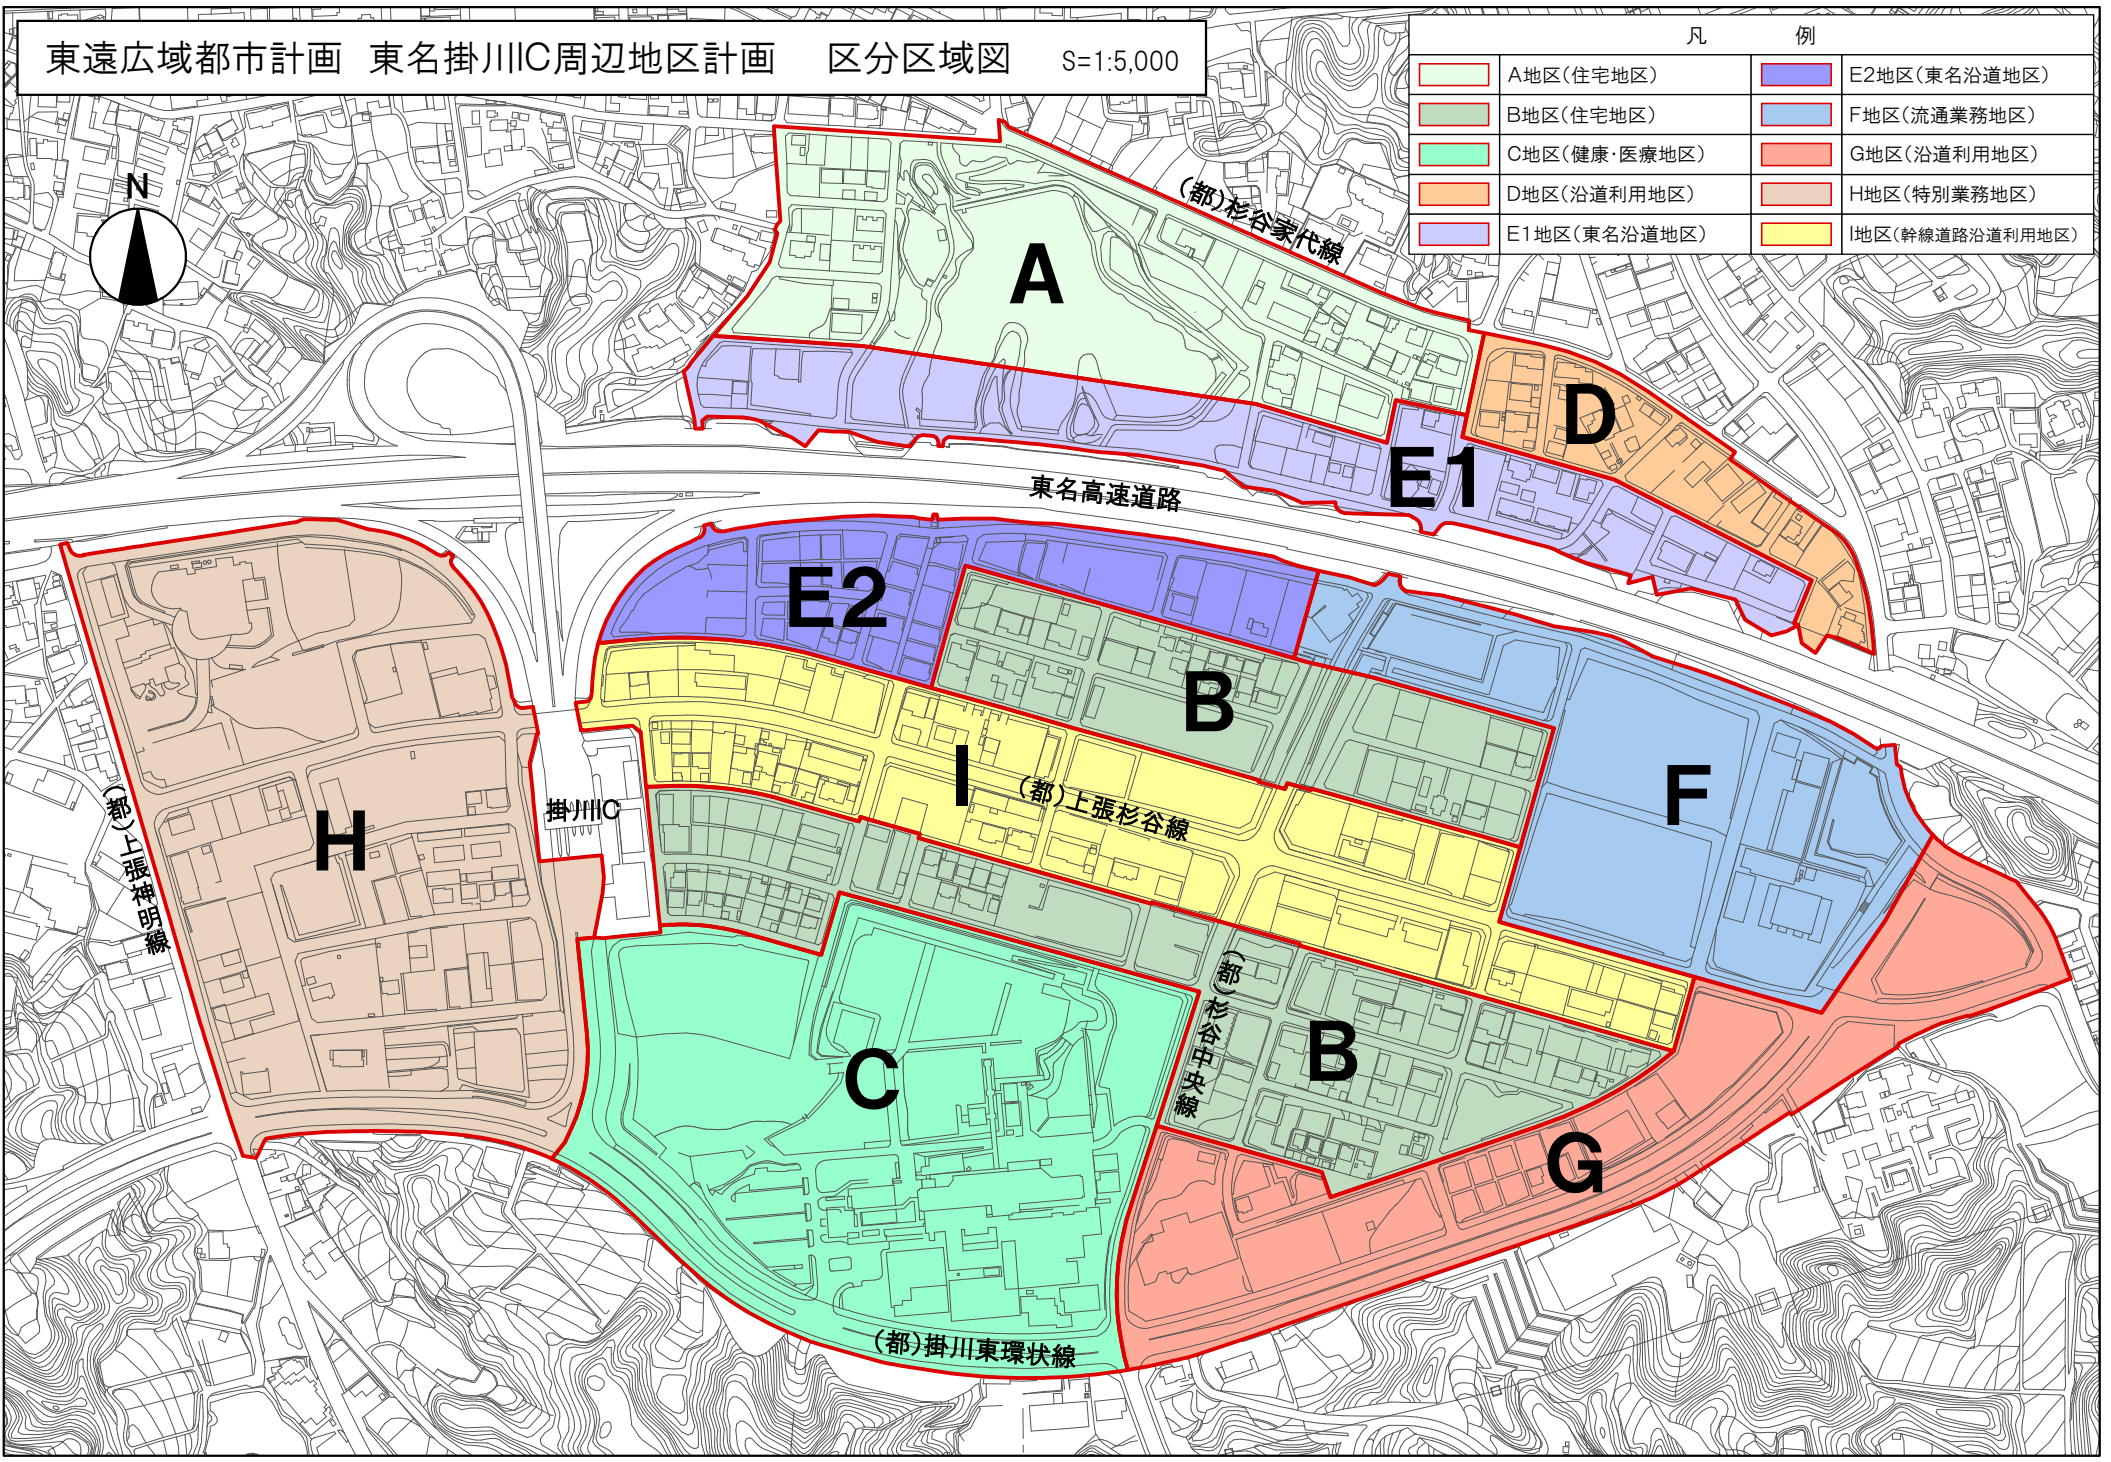 東遠広域都市計画 東名掛川IC周辺地区計画 区分区域図 S=1:5,000
凡 例
A地区(住宅地区)
E2地区(東名沿道地区)
B地区(住宅地区)
F地区(流通業務地区)
C地区(健康・医療地区)
G地区(沿道利用地区)
D地区(沿道利用地区)
H地区(特別業務地区)
E1地区(東名沿道地区)
I地区(幹線道路沿道利用地区)
N
(都)杉谷家代線
A
D
E1
東名高速道路
E2
B
I
(都)上張杉谷線
F
掛川IC
H
(都)上張神明線
(都)杉谷中央線
B
C
G
(都)掛川東環状線